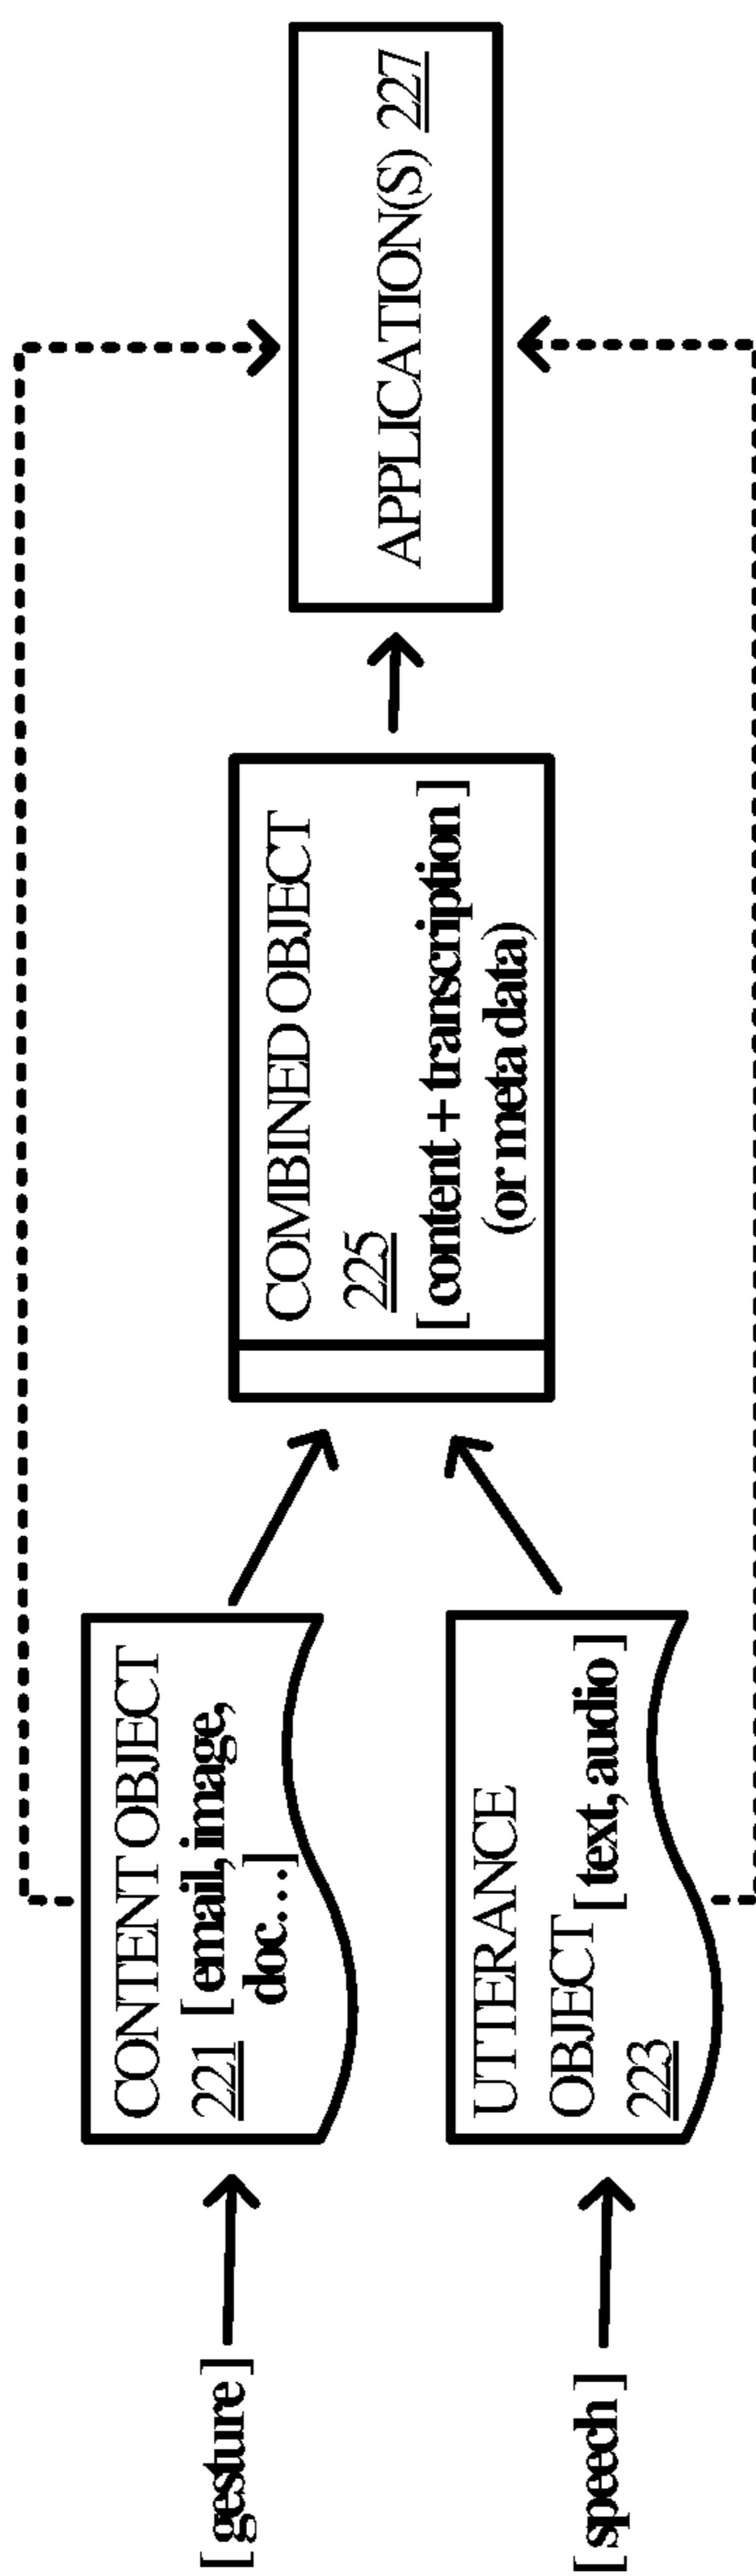 [ gesture ]
CONTENT OBJECT
221 [ email, image,
doc. . . ]
[ speech ]
UTTERANCE
OBJECT [ text, audio ]
223
COMBINED OBJECT
225
[ content + transcription ]
(or meta data)
APPLICATION(S) 227